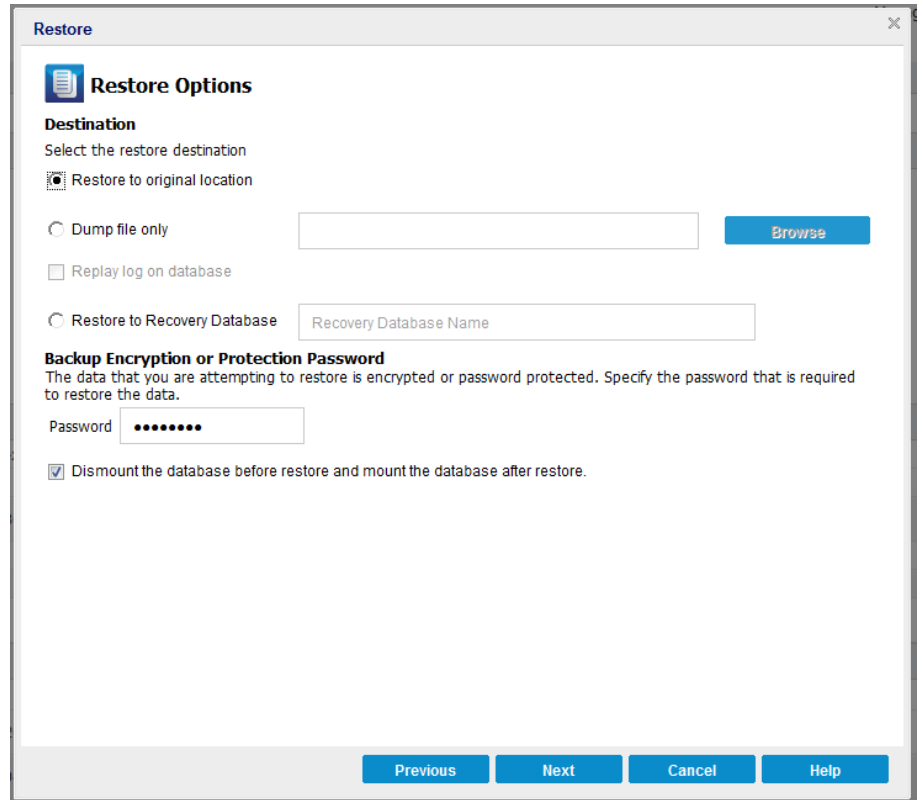 Restore
Restore Options
Destination
Select the restore destination
Restore to original location
Dump file only
Browse
Replay log on database
Restore to Recovery Database
Recovery Database Name
Backup Encryption or Protection Password
The data that you are attempting to restore is encrypted or password protected. Specify the password that is required
to restore the data.
Password ●●●●●●●●
Dismount the database before restore and mount the database after restore.
Previous
Next
Cancel
Help